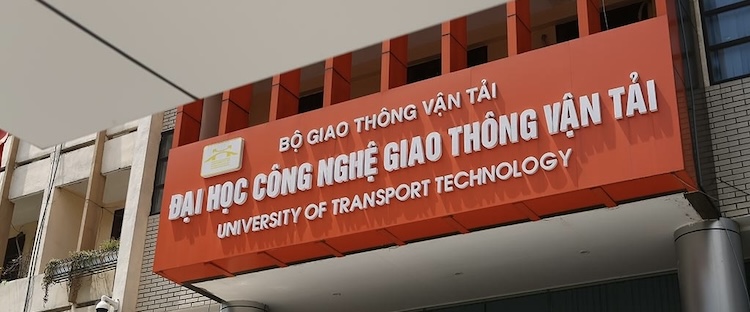 BỘ GIAO THÔNG VẬN TẢI
ĐẠI HỌC CÔNG NGHỆ GIAO THÔNG VẬN TẢI
UNIVERSITY OF TRANSPORT TECHNOLOGY